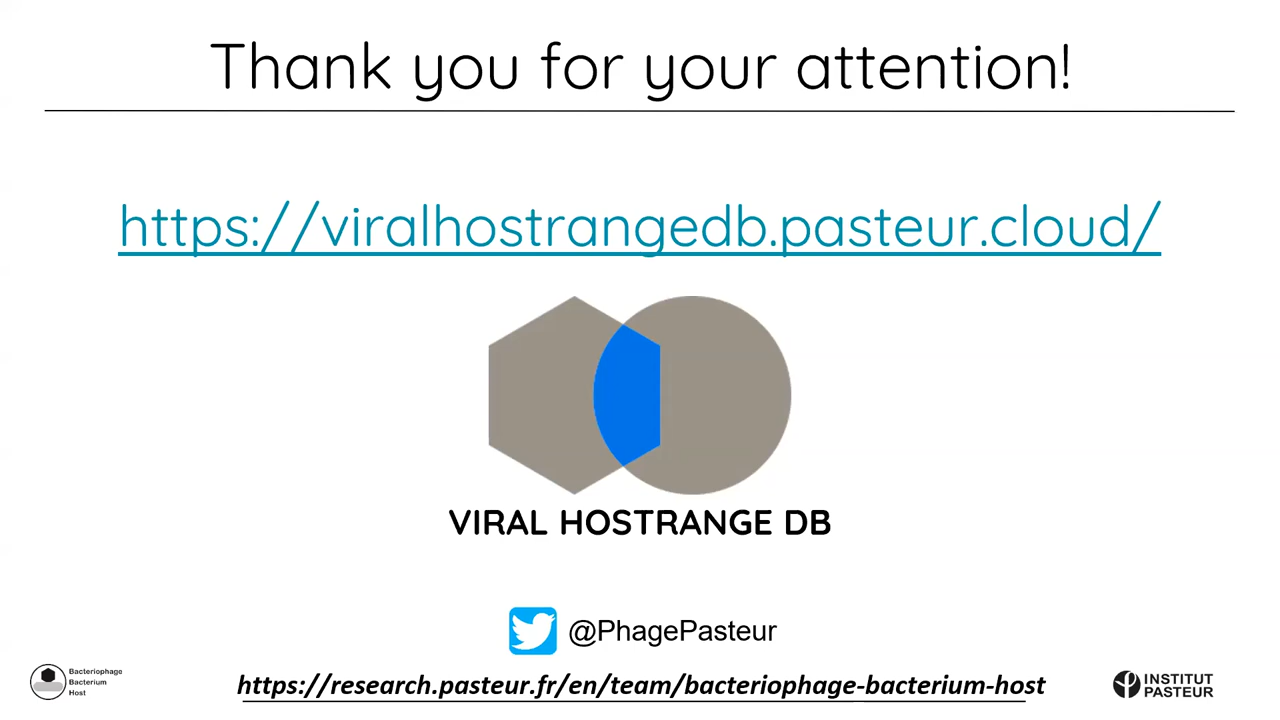 Thank you for your attention!
https://viralhostrangedb.pasteur.cloud/
VIRAL HOSTRANGE DB
@PhagePasteur
Bacteriophage
Bacterium
Host
https://research.pasteur.fr/en/team/bacteriophage-bacterium-host
INSTITUT
PASTEUR